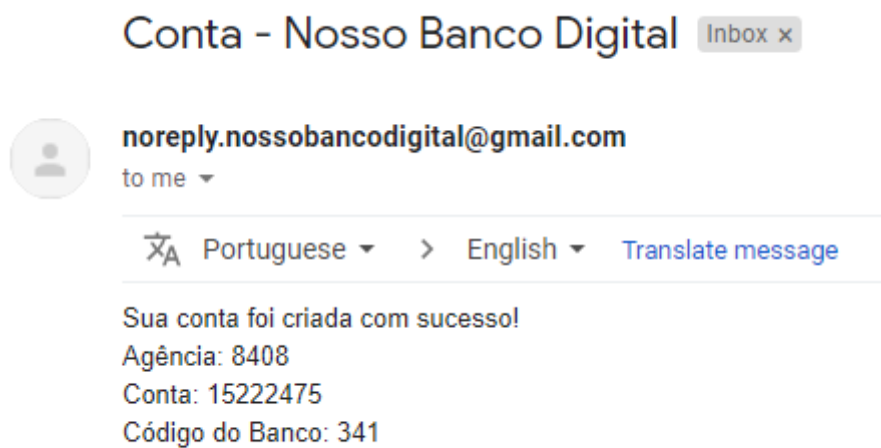 Conta - Nosso Banco Digital Inbox ×
noreply.nossobancodigital@gmail.com
to me
Portuguese > English Translate message
Sua conta foi criada com sucesso!
Agência: 8408
Conta: 15222475
Código do Banco: 341